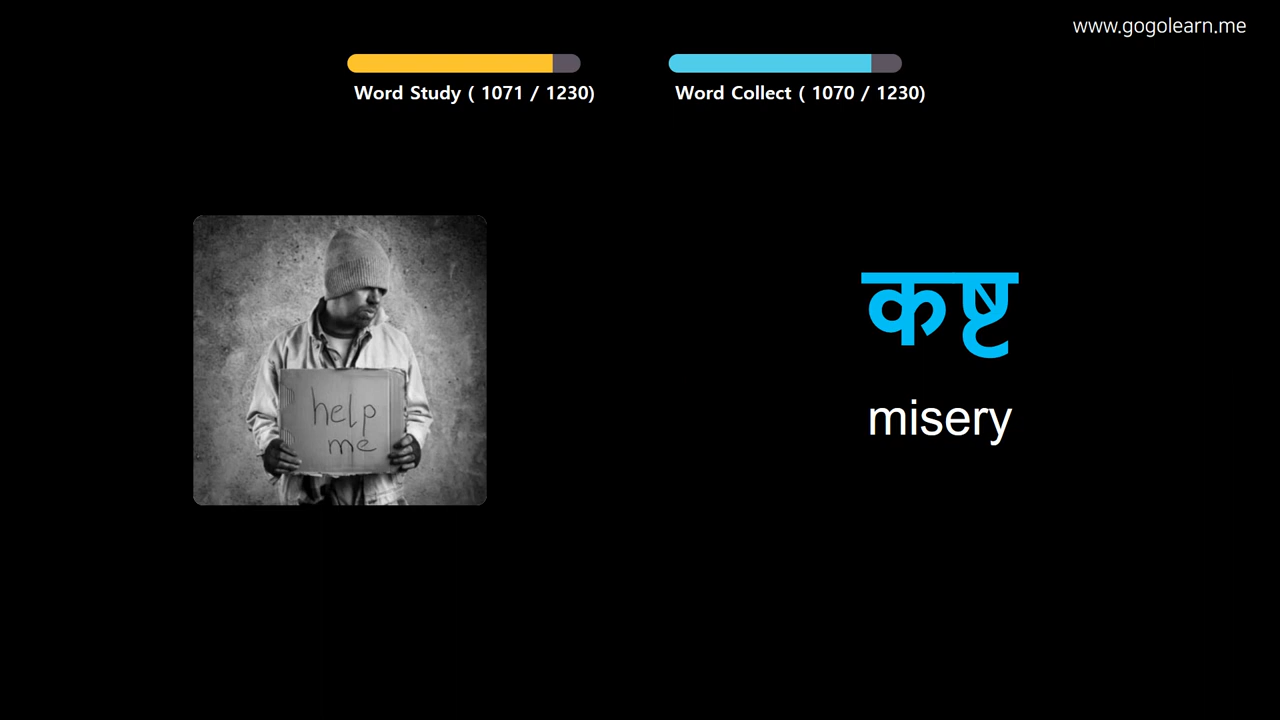 www.gogolearn.me
Word Study ( 1071 / 1230)
Word Collect ( 1070 / 1230)
help
me
कष्ट
misery